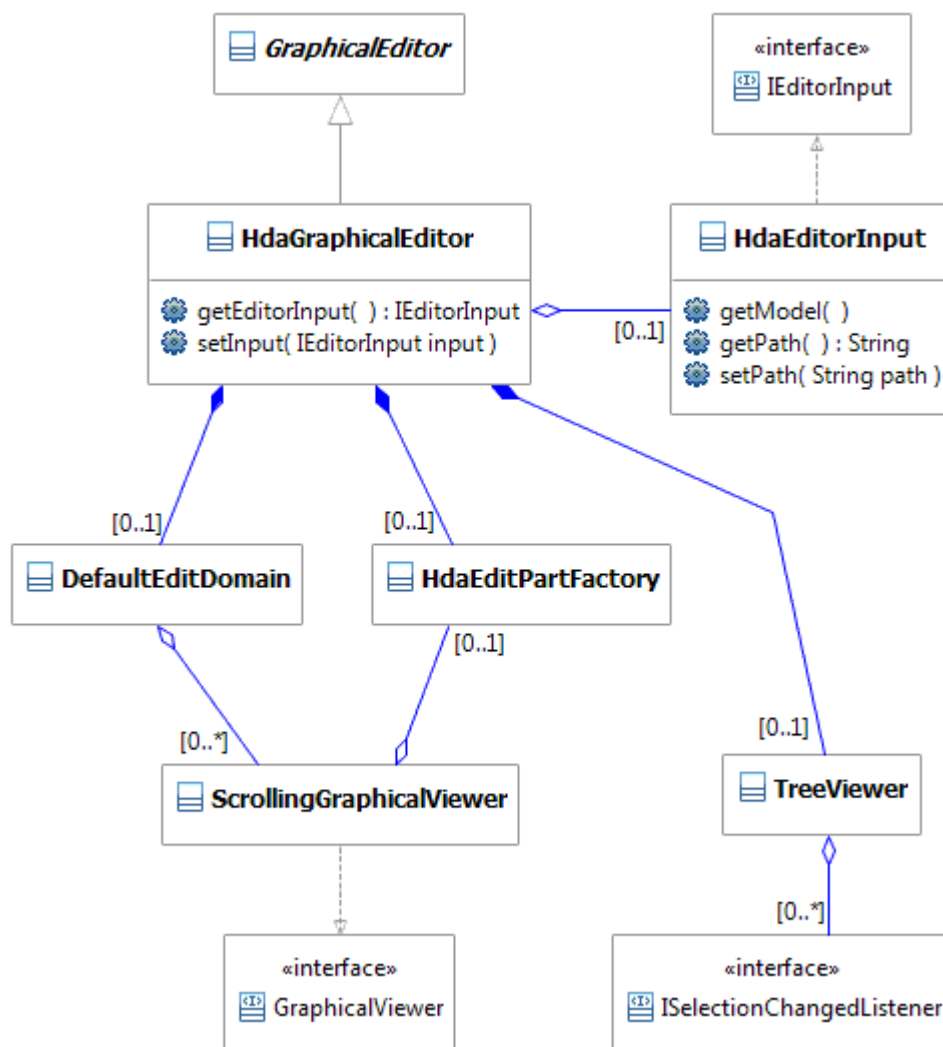 GraphicalEditor
«interface»
IEditorInput
HdaGraphicalEditor
getEditorInput( ) : IEditorInput
setInput( IEditorInput input )
[0..1]
HdaEditorInput
getModel( )
getPath( ) : String
setPath( String path )
[0..1]
[0..1]
DefaultEditDomain
HdaEditPartFactory
[0..1]
[0..*]
[0..1]
ScrollingGraphicalViewer
TreeViewer
[0..*]
«interface»
GraphicalViewer
«interface»
ISelectionChangedListener